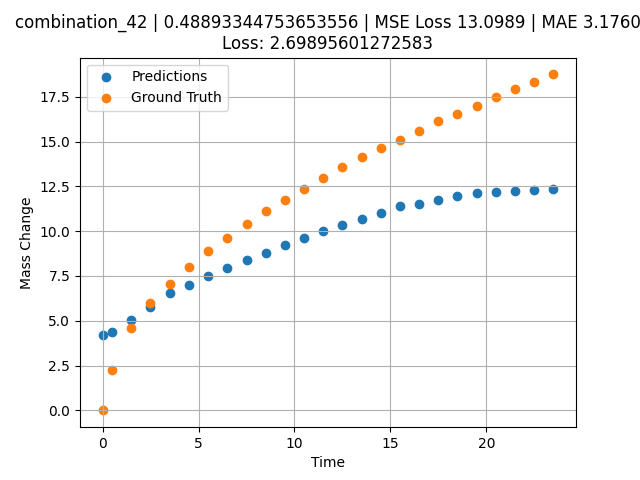 combination_42 | 0.48893344753653556 | MSE Loss 13.0989 | MAE 3.1760
Loss: 2.69895601272583
Predictions
Ground Truth
17.5
15.0
12.5
10.0
7.5
5.0
2.5
0.0
Mass Change
0 5 10 15 20
Time